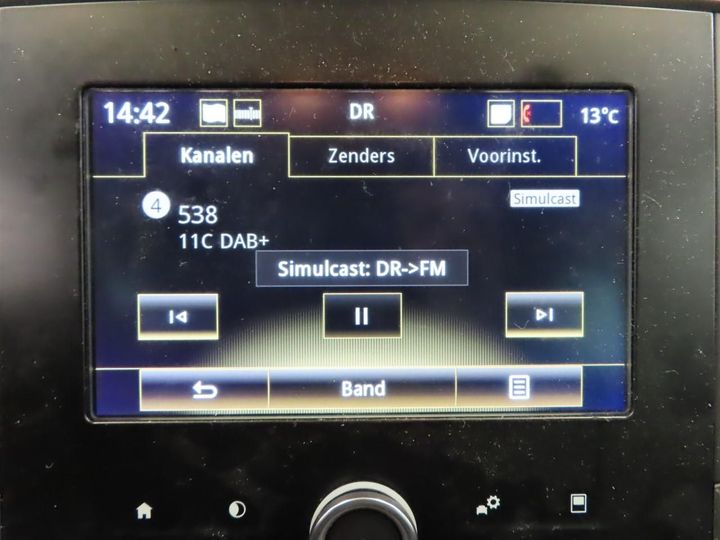 14:42 DR 13°C
Kanalen Zenders Voorinst.
4 538 Simulcast
11C DAB+
Simulcast: DR->FM
Band